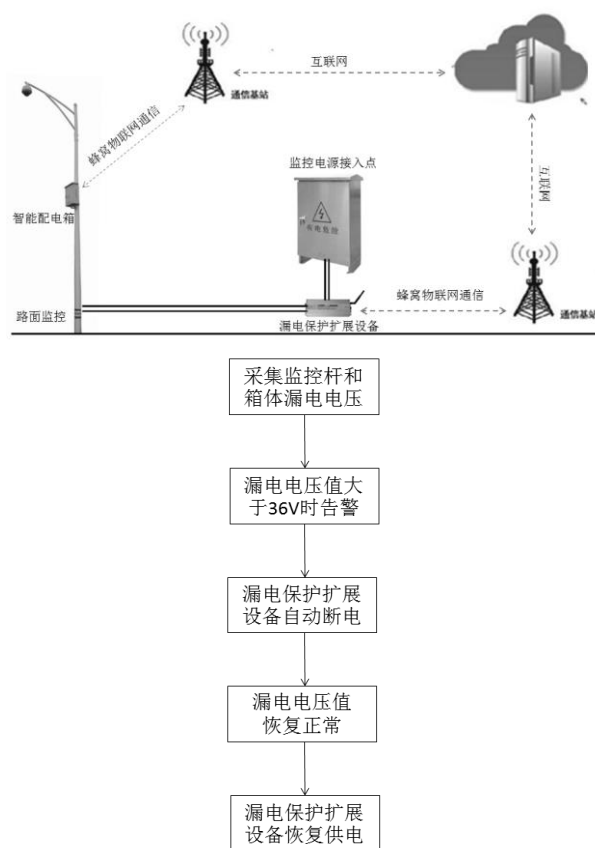 互联网
通信基站
蜂窝物联网通信
监控电源接入点
互联网
智能配电箱
有电危险
路面监控
蜂窝物联网通信
通信基站
漏电保护扩展设备
采集监控杆和
箱体漏电电压
漏电电压值大
于36V时告警
漏电保护扩展
设备自动断电
漏电电压值
恢复正常
漏电保护扩展
设备恢复供电